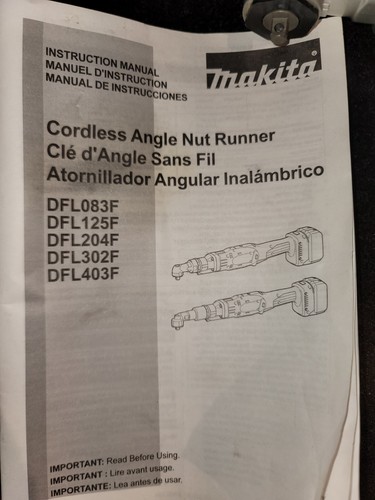 INSTRUCTION MANUAL
MANUEL D'INSTRUCTION
MANUAL DE INSTRUCCIONES
makita®
Cordless Angle Nut Runner
Clé d'Angle Sans Fil
Atornillador Angular Inalámbrico
DFL083F
DFL125F
DFL204F
DFL302F
DFL403F
IMPORTANT: Read Before Using.
IMPORTANT : Lire avant usage.
IMPORTANTE: Lea antes de usar.